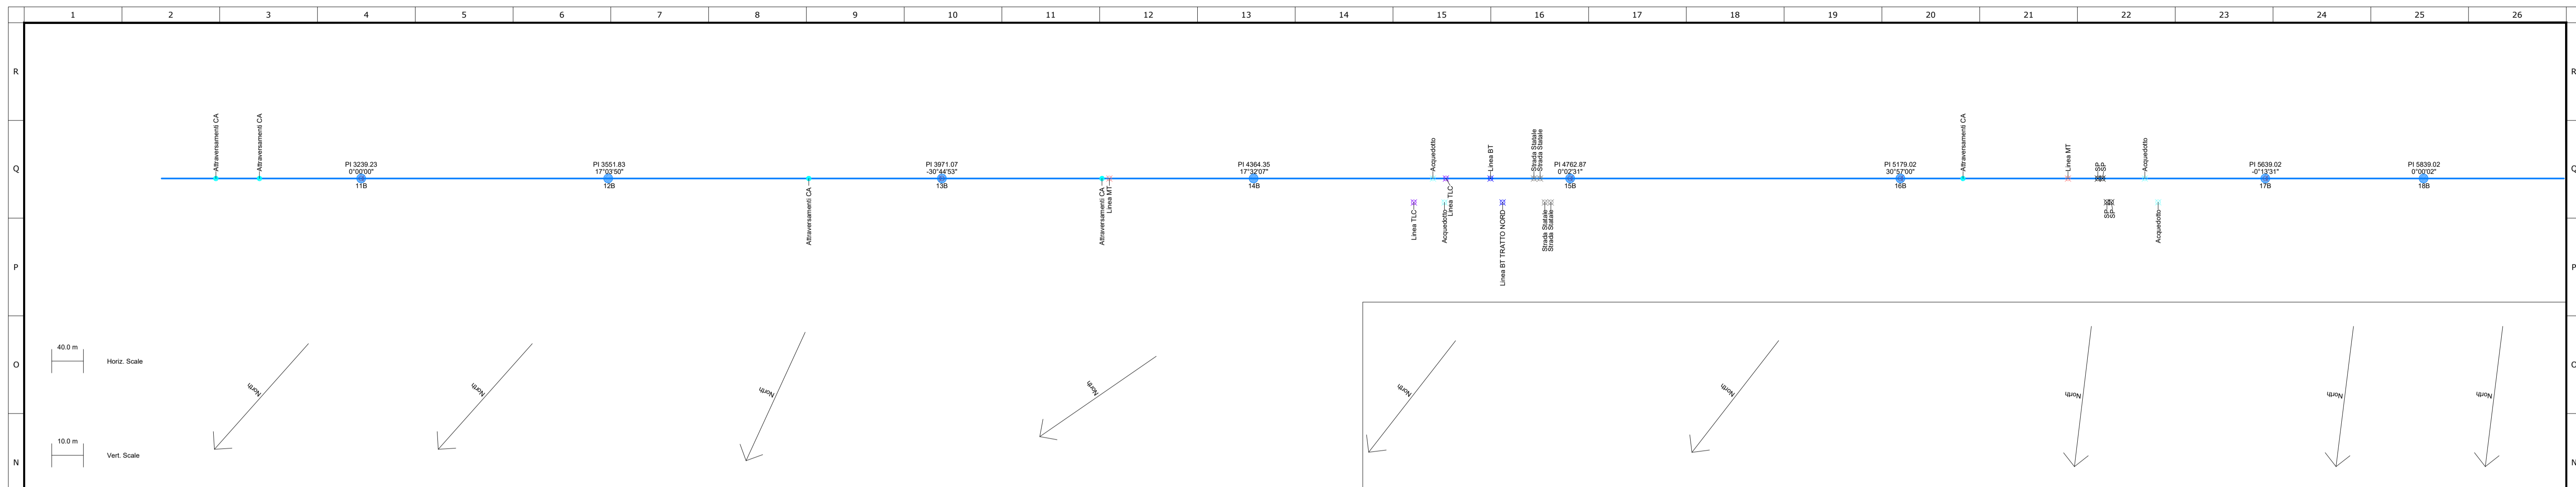 1 2 3 4 5 6 7 8 9 10 11 12 13 14 15 16 17 18 19 20 21 22 23 24 25 26
R R
Attraversamenti CA
Attraversamenti CA
Acquedotto
Linea BT
Strada Statale
Strada Statale
Attraversamenti CA
Linea MT
SP
SP
Acquedotto
Q Q
PI 3239.23
0°00'00"
11B
PI 3551.83
17°03'50"
12B
PI 3971.07
-30°44'53"
13B
PI 4364.35
17°32'07"
14B
PI 4762.87
0°02'31"
15B
PI 5179.02
30°57'00"
16B
PI 5639.02
-0°13'31"
17B
PI 5839.02
0°00'02"
18B
Attraversamenti CA
Attraversamenti CA
Linea MT
Linea TLC
Acquedotto
Linea TLC
Linea BT TRATTO NORD
Strada Statale
Strada Statale
SP
SP
Acquedotto
P P
40.0 m
Horiz. Scale
O O
North
North
North
North
North
North
North
North
North
10.0 m
Vert. Scale
N N